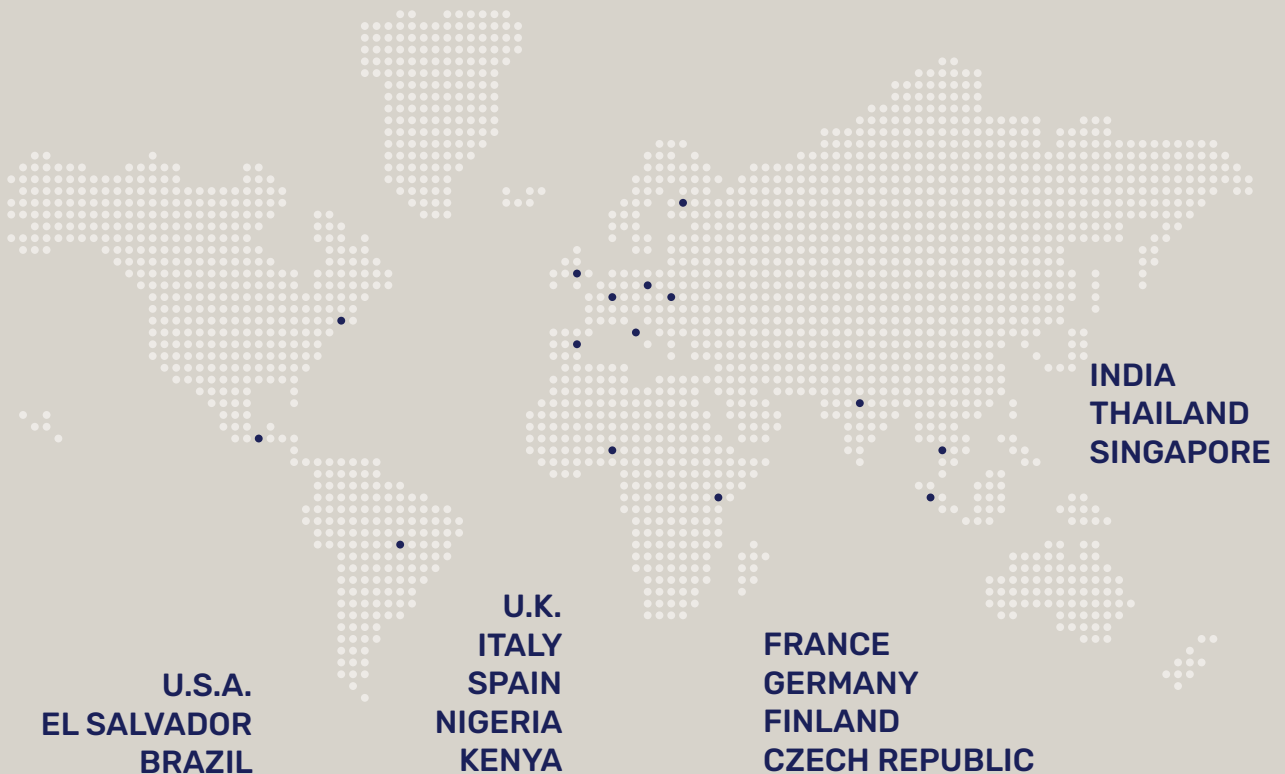 U.S.A.
EL SALVADOR
BRAZIL
U.K.
ITALY
SPAIN
NIGERIA
KENYA
FRANCE
GERMANY
FINLAND
CZECH REPUBLIC
INDIA
THAILAND
SINGAPORE